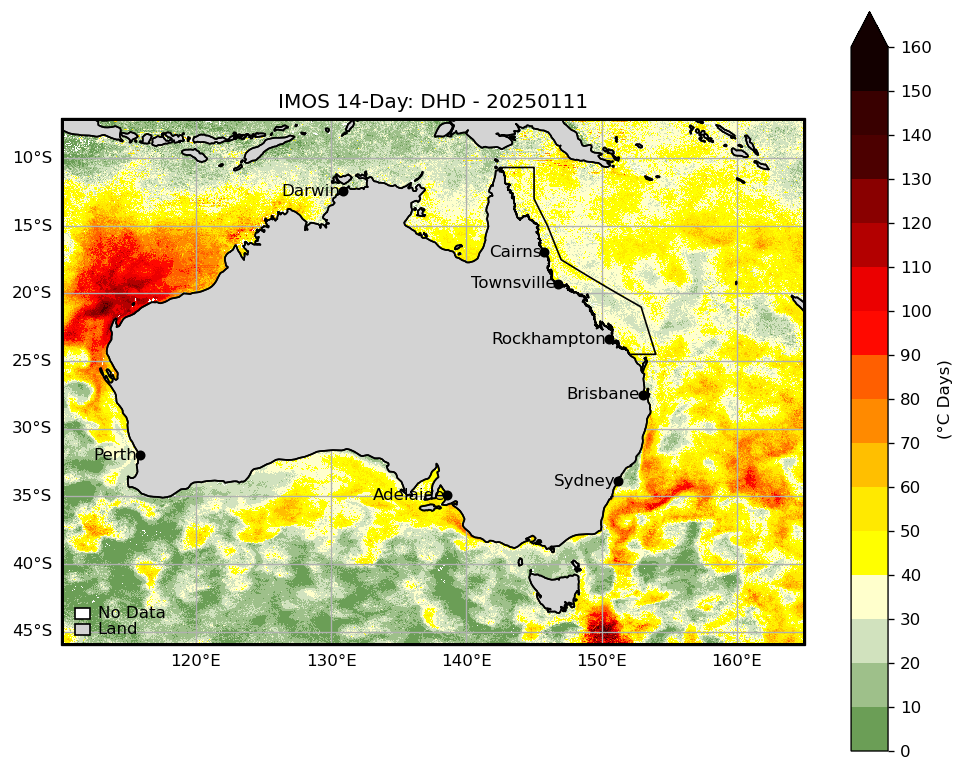 IMOS 14-Day: DHD - 20250111
10°S
15°S
20°S
25°S
30°S
35°S
40°S
45°S
120°E
130°E
140°E
150°E
160°E
Darwin
Cairns
Townsville
Rockhampton
Brisbane
Perth
Sydney
Adelaide
No Data
Land
160
150
140
130
120
110
100
90
80
70
60
50
40
30
20
10
0
(°C Days)